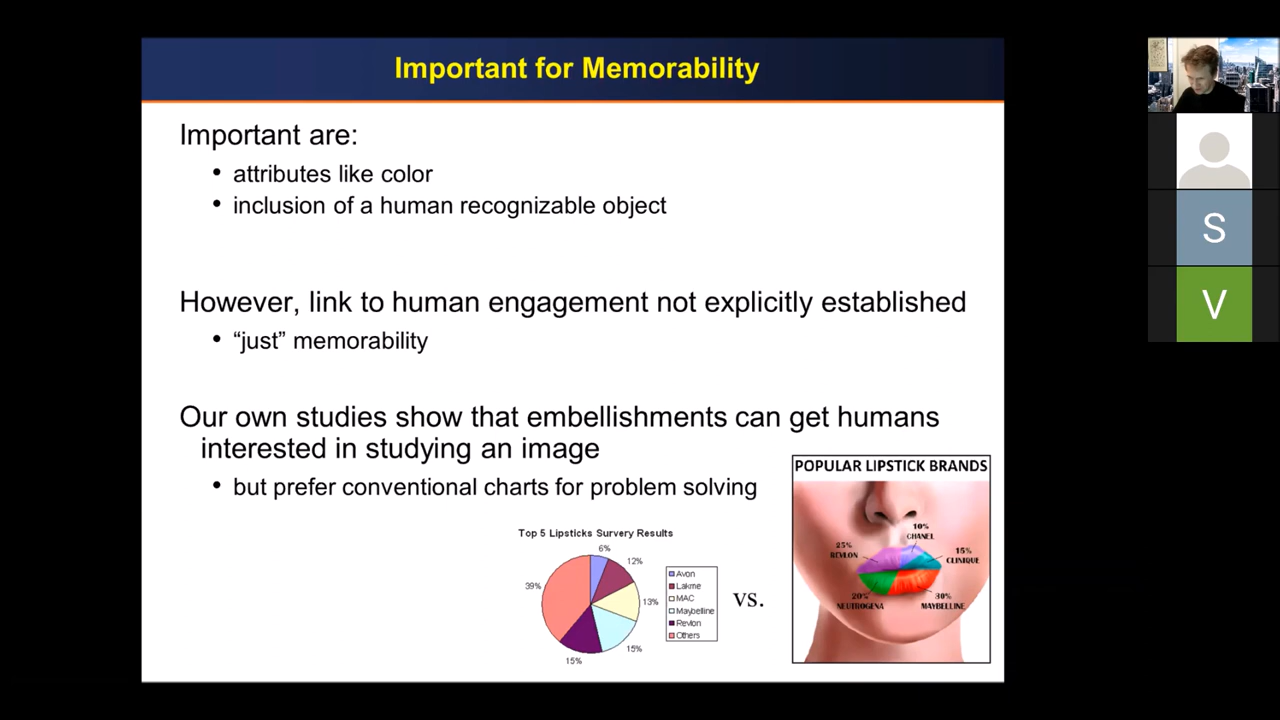 Important for Memorability
Important are:
• attributes like color
• inclusion of a human recognizable object
However, link to human engagement not explicitly established
• “just” memorability
Our own studies show that embellishments can get humans
interested in studying an image
• but prefer conventional charts for problem solving
Top 5 Lipsticks Survery Results
6%
12%
13%
15%
15%
39%
Avon
Lakme
MAC
Maybelline
Revlon
Others
vs.
POPULAR LIPSTICK BRANDS
10%
CHANEL
25%
REVLON
15%
CLINIQUE
20%
NEUTROGENA
30%
MAYBELLINE
S
V